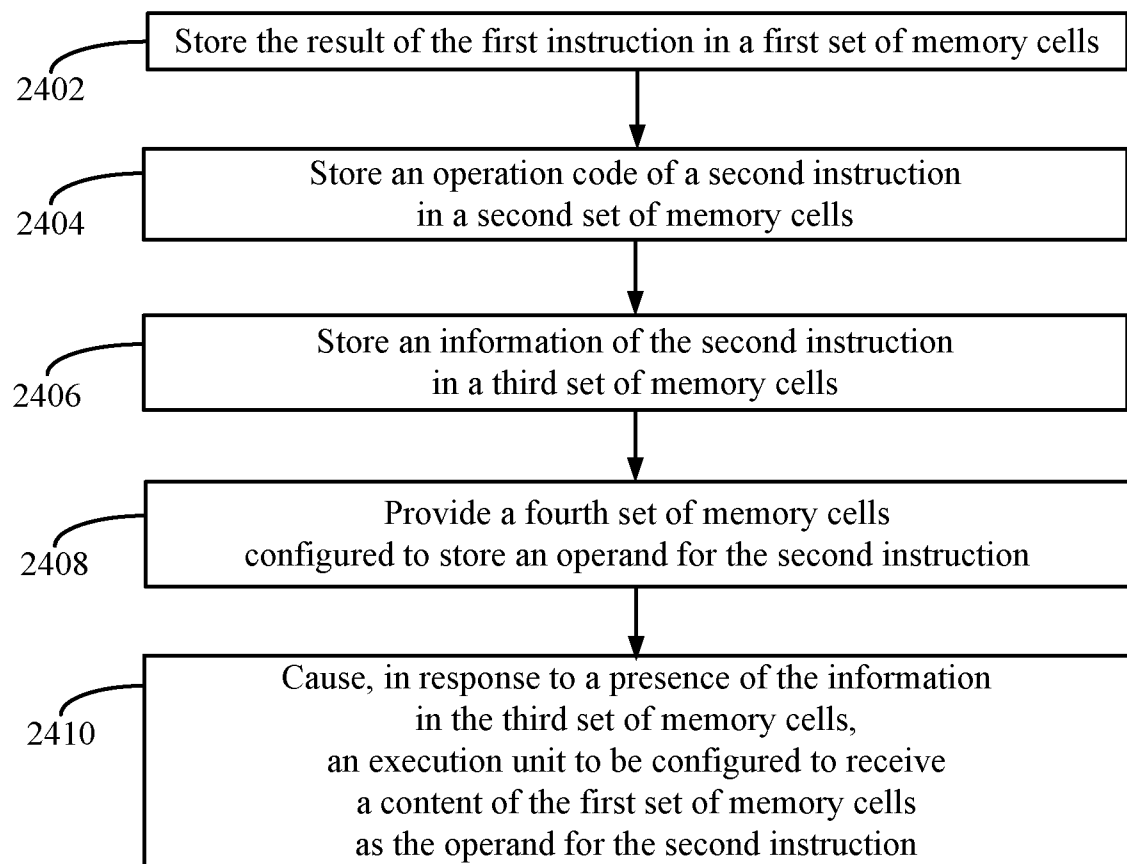 Store the result of the first instruction in a first set of memory cells
2402
Store an operation code of a second instruction
in a second set of memory cells
2404
Store an information of the second instruction
in a third set of memory cells
2406
Provide a fourth set of memory cells
configured to store an operand for the second instruction
2408
Cause, in response to a presence of the information
in the third set of memory cells,
an execution unit to be configured to receive
a content of the first set of memory cells
as the operand for the second instruction
2410